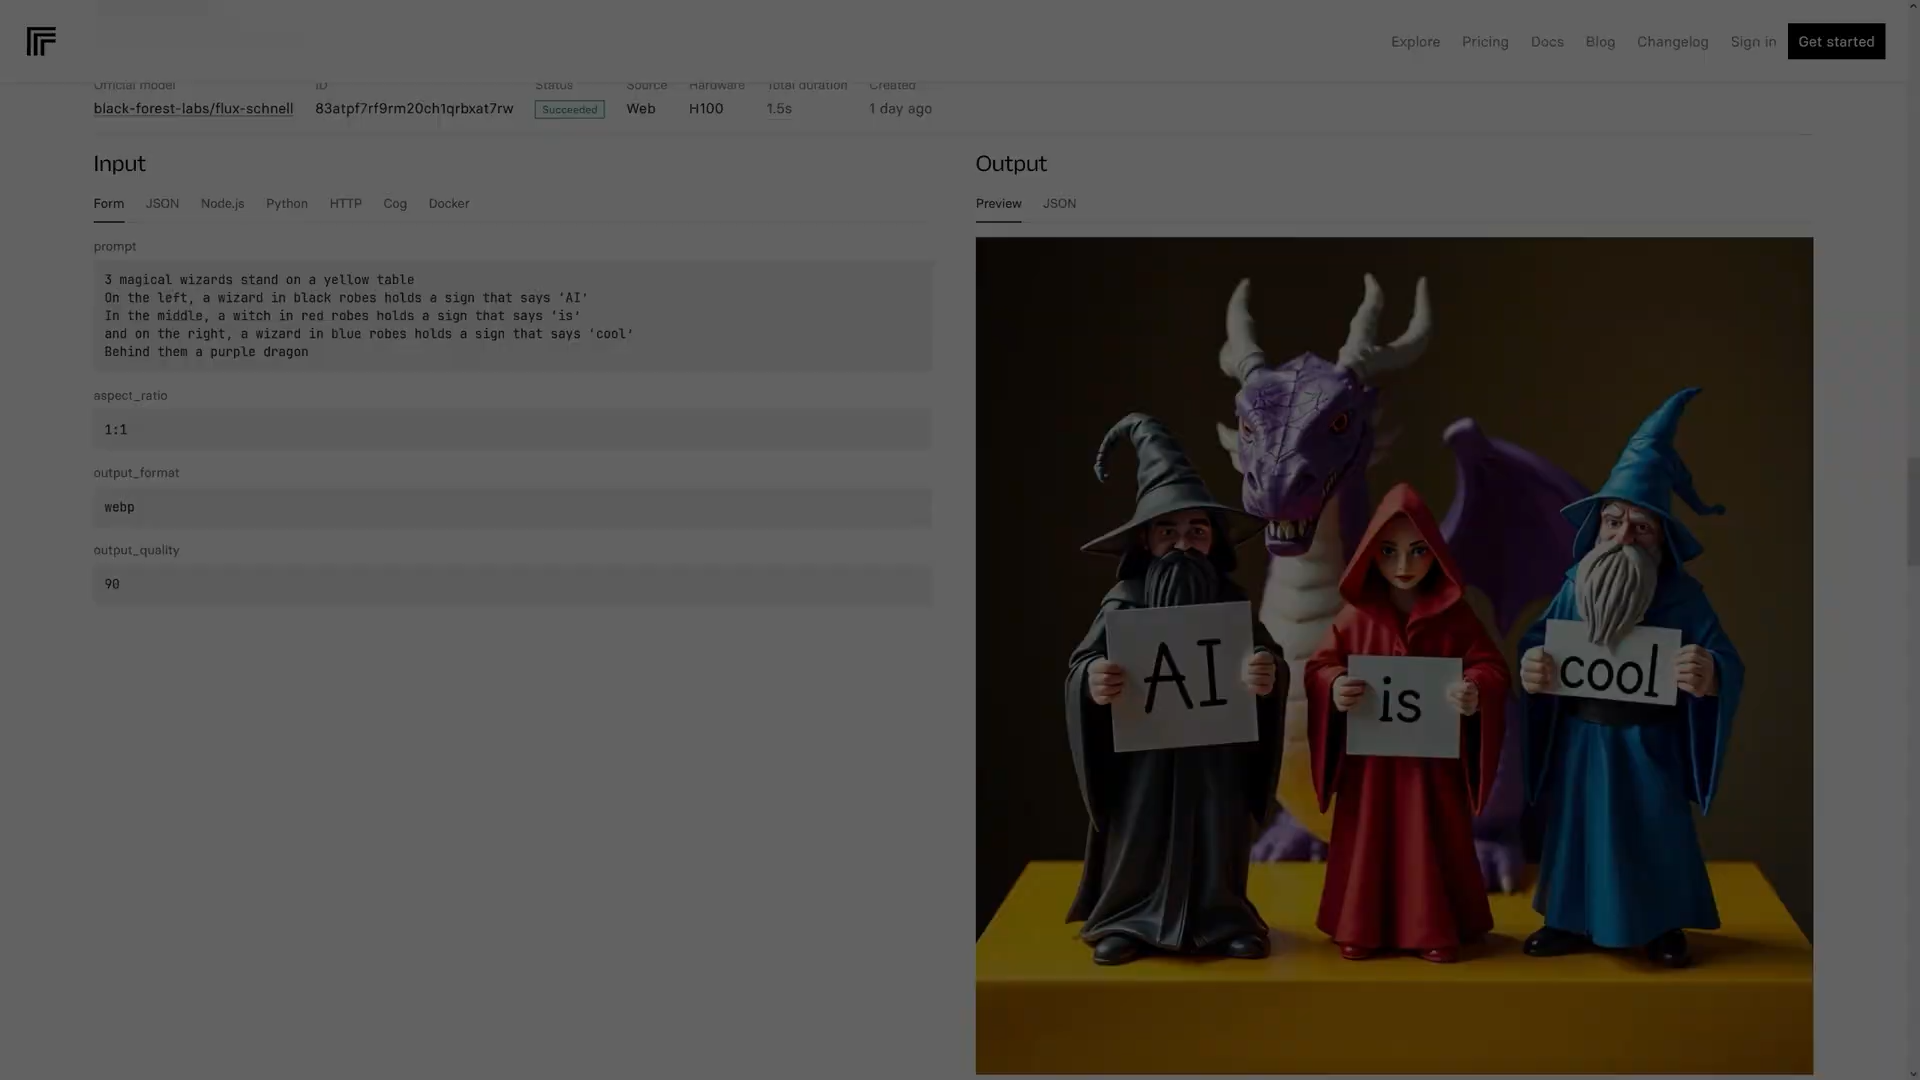 Explore Pricing Docs Blog Changelog Sign in Get started
Official model ID Status Source Hardware Total duration Created
black-forest-labs/flux-schnell 83atpf7rf9rm20ch1qrbxat7rw Succeeded Web H100 1.5s 1 day ago
Input
Form JSON Node.js Python HTTP Cog Docker
prompt
3 magical wizards stand on a yellow table
On the left, a wizard in black robes holds a sign that says ‘AI’
In the middle, a witch in red robes holds a sign that says ‘is’
and on the right, a wizard in blue robes holds a sign that says ‘cool’
Behind them a purple dragon
aspect_ratio
1:1
output_format
webp
output_quality
90
Output
Preview JSON
AI
is
cool